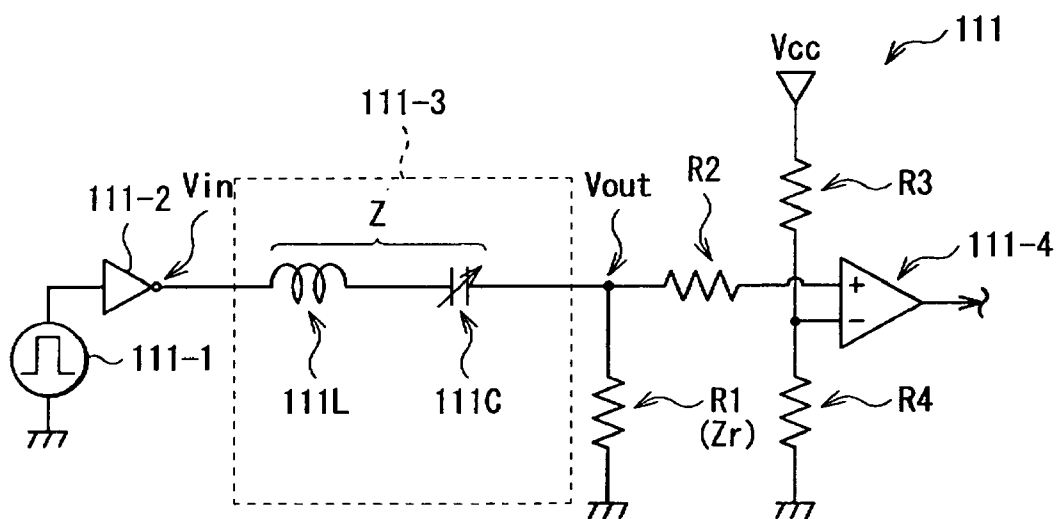 111
Vcc
111-3
Vin
111-2
Z
Vout
R2
R3
111-4
+
−
111-1
111L
111C
R1
(Zr)
R4